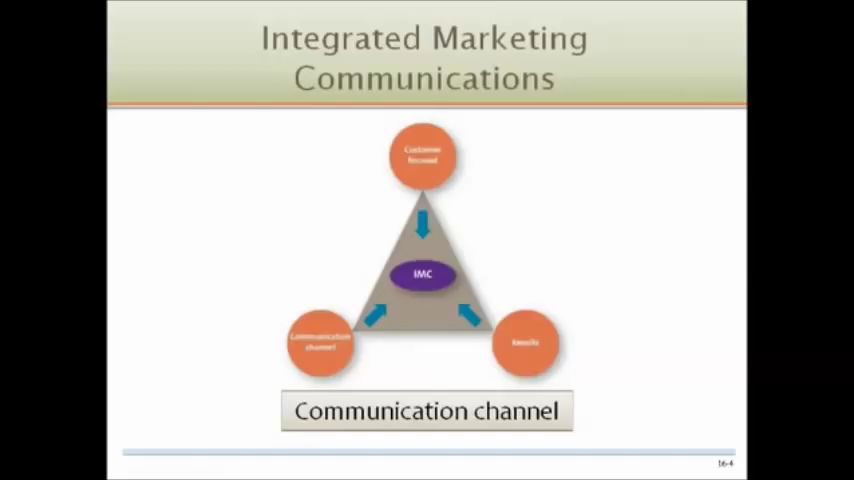 Integrated Marketing
Communications
Customer
focused
IMC
Communication
channel
Results
Communication channel
16-4